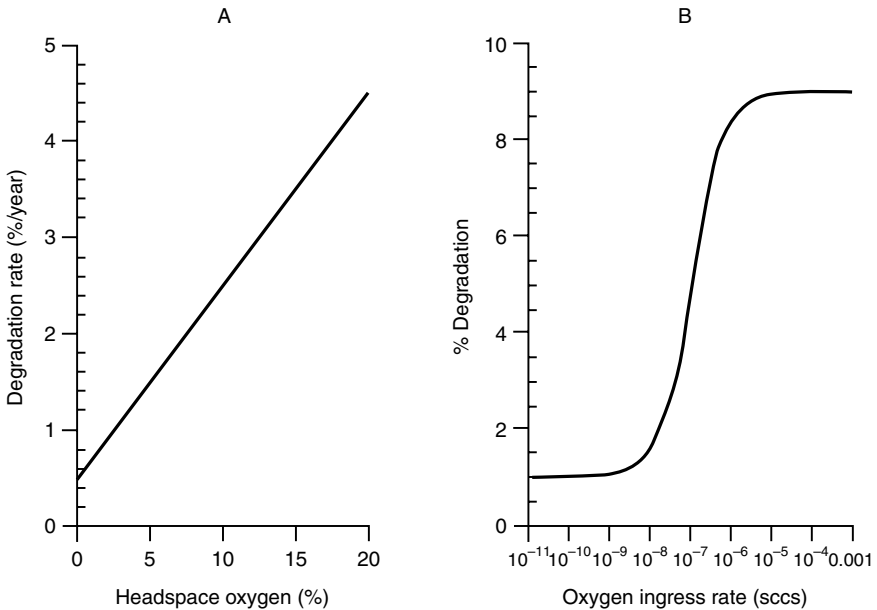 A
Degradation rate (%/year)
5
4
3
2
1
0
0 5 10 15 20
Headspace oxygen (%)
B
% Degradation
10
8
6
4
2
0
10⁻¹¹ 10⁻¹⁰ 10⁻⁹ 10⁻⁸ 10⁻⁷ 10⁻⁶ 10⁻⁵ 10⁻⁴ 0.001
Oxygen ingress rate (sccs)